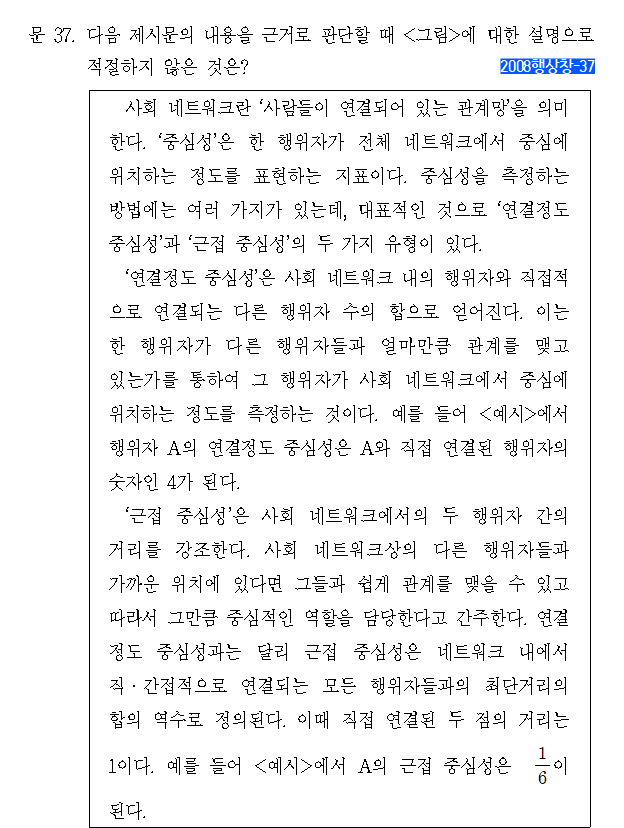 문 37. 다음 제시문의 내용을 근거로 판단할 때 <그림>에 대한 설명으로
적절하지 않은 것은?
2008행상창-37
사회 네트워크란 ‘사람들이 연결되어 있는 관계망’을 의미
한다. ‘중심성’은 한 행위자가 전체 네트워크에서 중심에
위치하는 정도를 표현하는 지표이다. 중심성을 측정하는
방법에는 여러 가지가 있는데, 대표적인 것으로 ‘연결정도
중심성’과 ‘근접 중심성’의 두 가지 유형이 있다.
‘연결정도 중심성’은 사회 네트워크 내의 행위자와 직접적
으로 연결되는 다른 행위자 수의 합으로 얻어진다. 이는
한 행위자가 다른 행위자들과 얼마만큼 관계를 맺고
있는가를 통하여 그 행위자가 사회 네트워크에서 중심에
위치하는 정도를 측정하는 것이다. 예를 들어 <예시>에서
행위자 A의 연결정도 중심성은 A와 직접 연결된 행위자의
숫자인 4가 된다.
‘근접 중심성’은 사회 네트워크에서의 두 행위자 간의
거리를 강조한다. 사회 네트워크상의 다른 행위자들과
가까운 위치에 있다면 그들과 쉽게 관계를 맺을 수 있고
따라서 그만큼 중심적인 역할을 담당한다고 간주한다. 연결
정도 중심성과는 달리 근접 중심성은 네트워크 내에서
직·간접적으로 연결되는 모든 행위자들과의 최단거리의
합의 역수로 정의된다. 이때 직접 연결된 두 점의 거리는
1이다. 예를 들어 <예시>에서 A의 근접 중심성은 1/6이
된다.